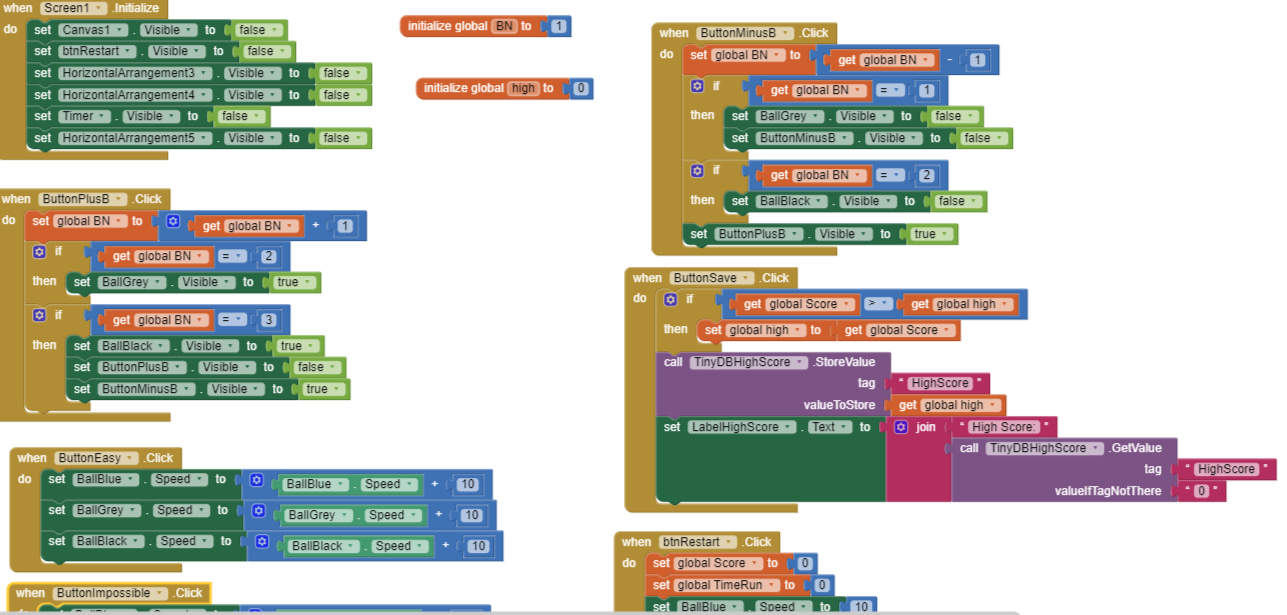 when Screen1 .Initialize
do set Canvas1 . Visible to false
set btnRestart . Visible to false
set HorizontalArrangement3 . Visible to false
set HorizontalArrangement4 . Visible to false
set Timer . Visible to false
set HorizontalArrangement5 . Visible to false
initialize global BN to 1
initialize global high to 0
when ButtonPlusB .Click
do set global BN to get global BN + 1
if get global BN = 2
then set BallGrey . Visible to true
if get global BN = 3
then set BallBlack . Visible to true
set ButtonPlusB . Visible to false
set ButtonMinusB . Visible to true
when ButtonEasy .Click
do set BallBlue . Speed to BallBlue . Speed + 10
set BallGrey . Speed to BallGrey . Speed + 10
set BallBlack . Speed to BallBlack . Speed + 10
when ButtonImpossible .Click
when ButtonMinusB .Click
do set global BN to get global BN - 1
if get global BN = 1
then set BallGrey . Visible to false
set ButtonMinusB . Visible to false
if get global BN = 2
then set BallBlack . Visible to false
set ButtonPlusB . Visible to true
when ButtonSave .Click
do if get global Score > get global high
then set global high to get global Score
call TinyDBHighScore .StoreValue
tag " HighScore "
valueToStore get global high
set LabelHighScore . Text to join " High Score: "
call TinyDBHighScore .GetValue
tag " HighScore "
valueIfTagNotThere " 0 "
when btnRestart .Click
do set global Score to 0
set global TimeRun to 0
set BallBlue . Speed to 10